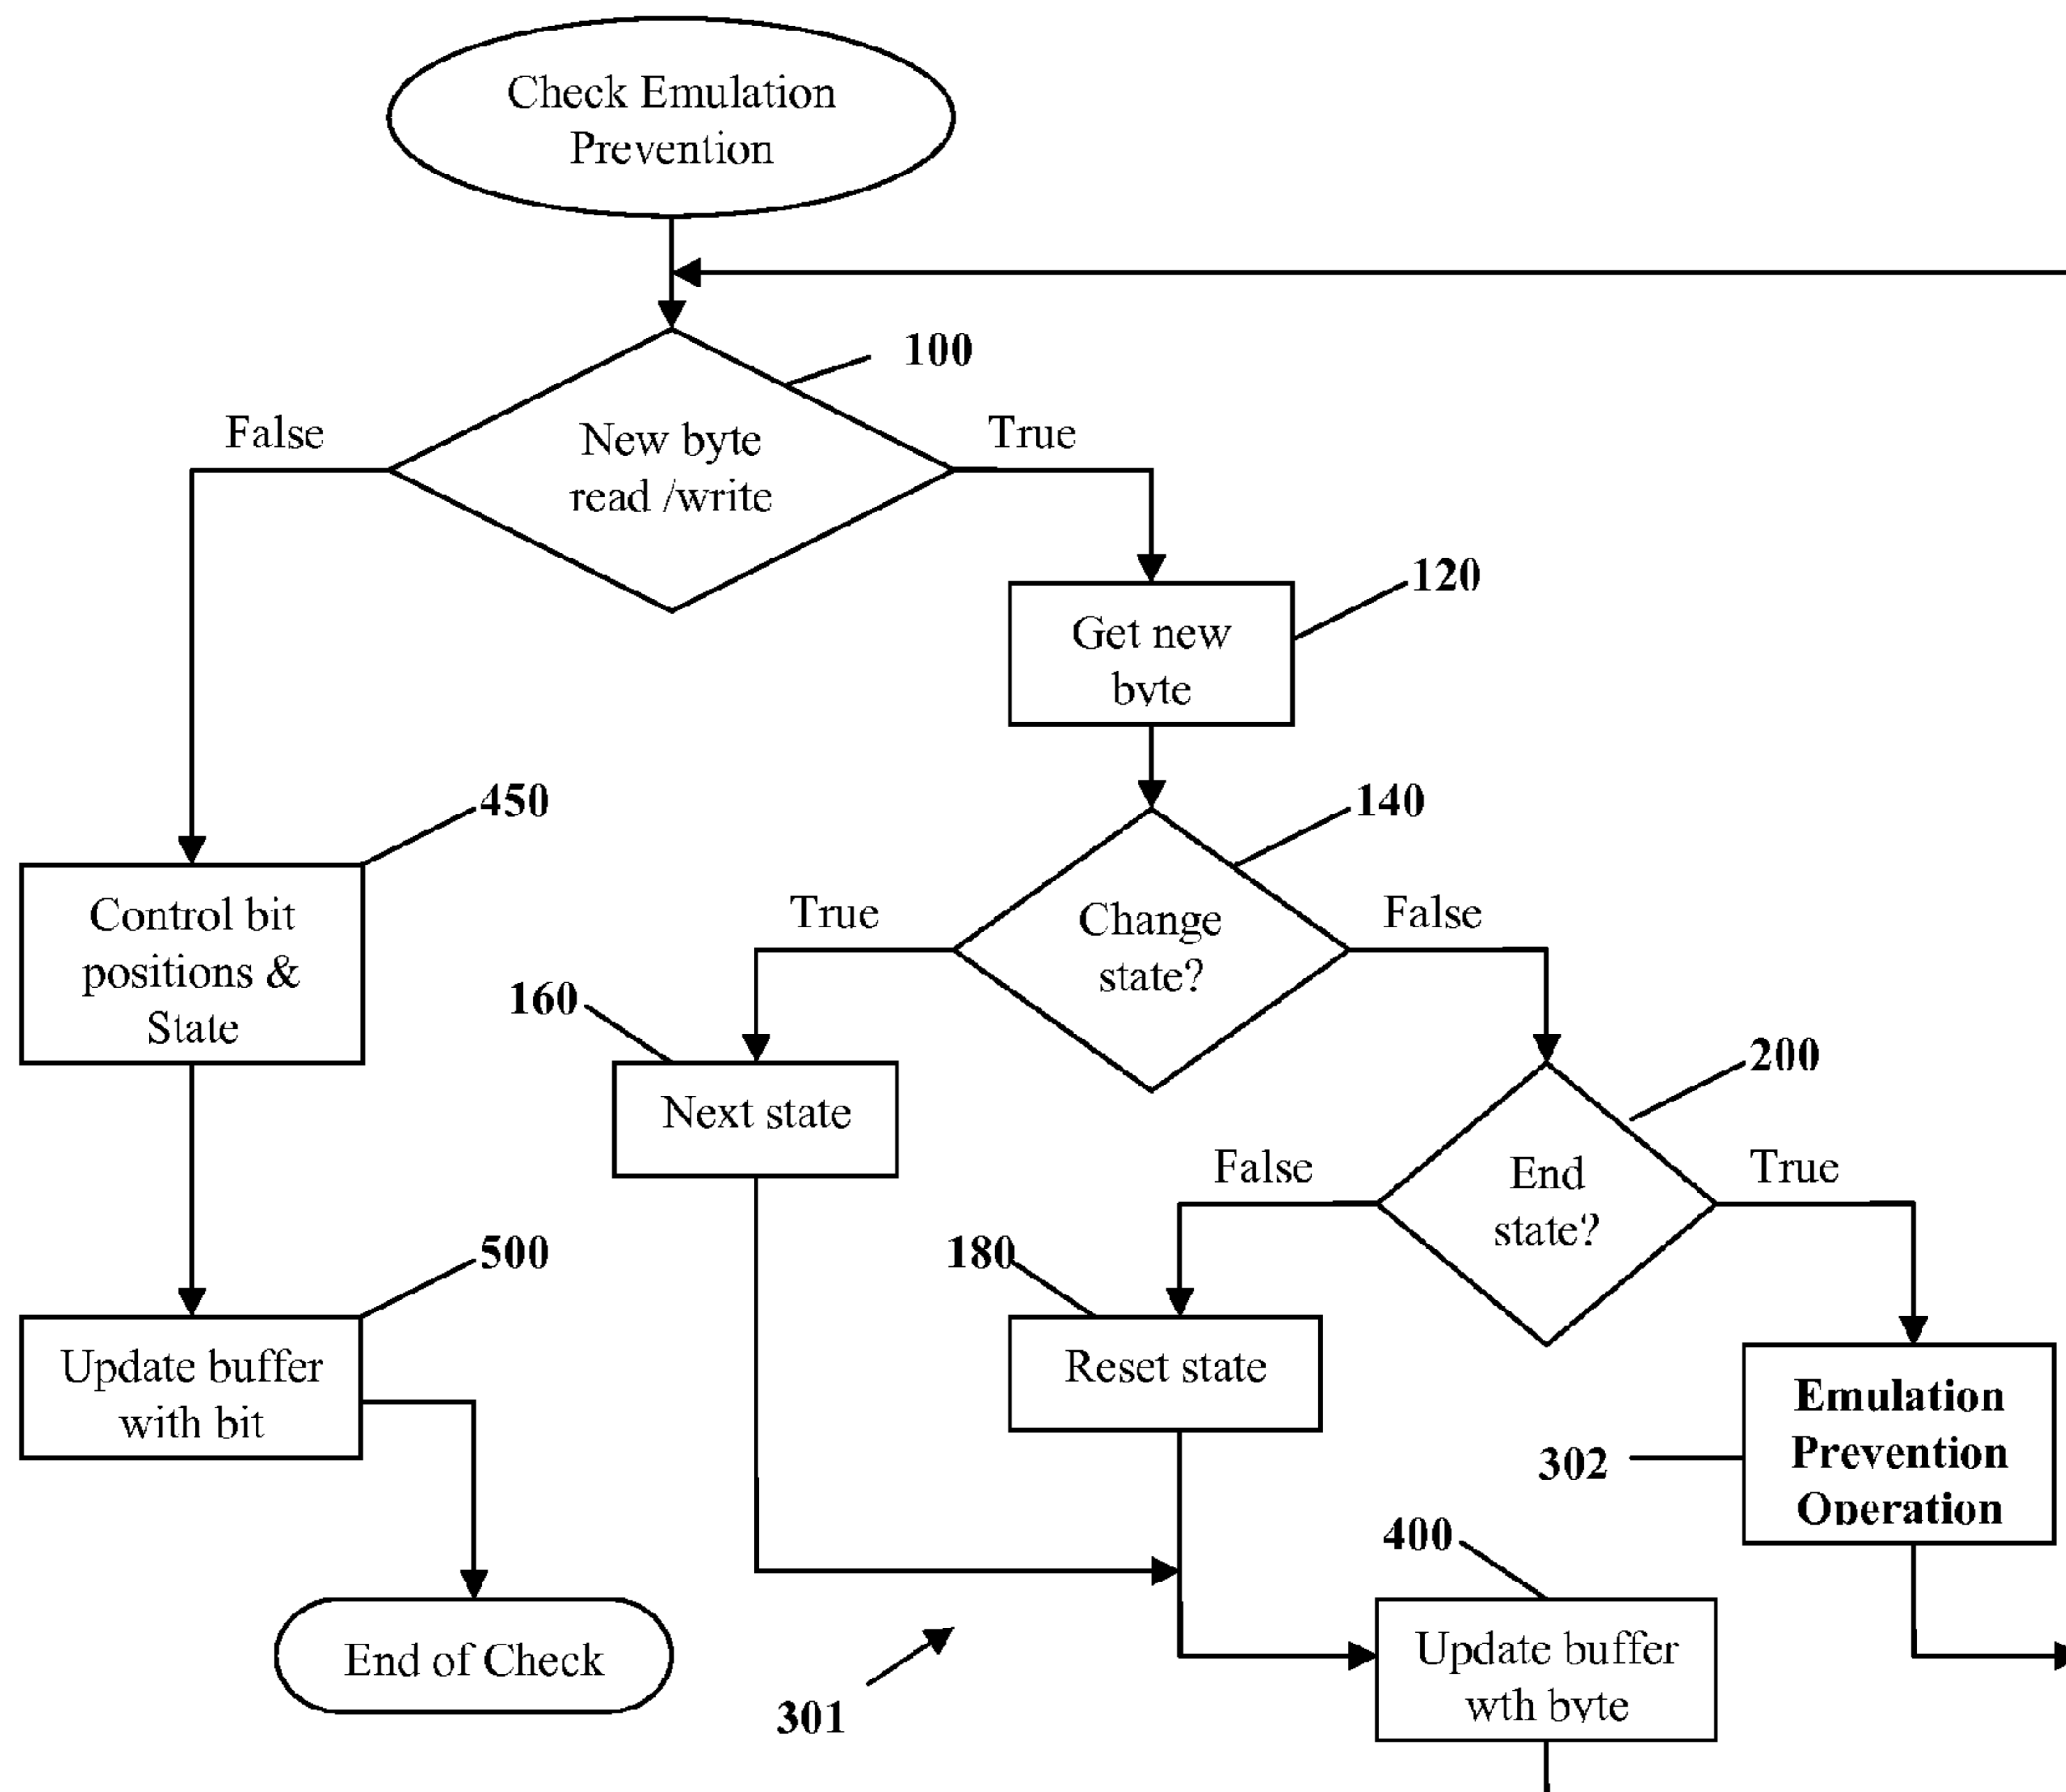 Check Emulation
Prevention
100
False
New byte
read /write
True
120
Get new
byte
450
140
Control bit
positions &
State
True
Change
state?
False
160
200
Next state
False
End
state?
True
500
180
Update buffer
with bit
Reset state
Emulation
Prevention
Operation
302
400
End of Check
Update buffer
wth byte
301